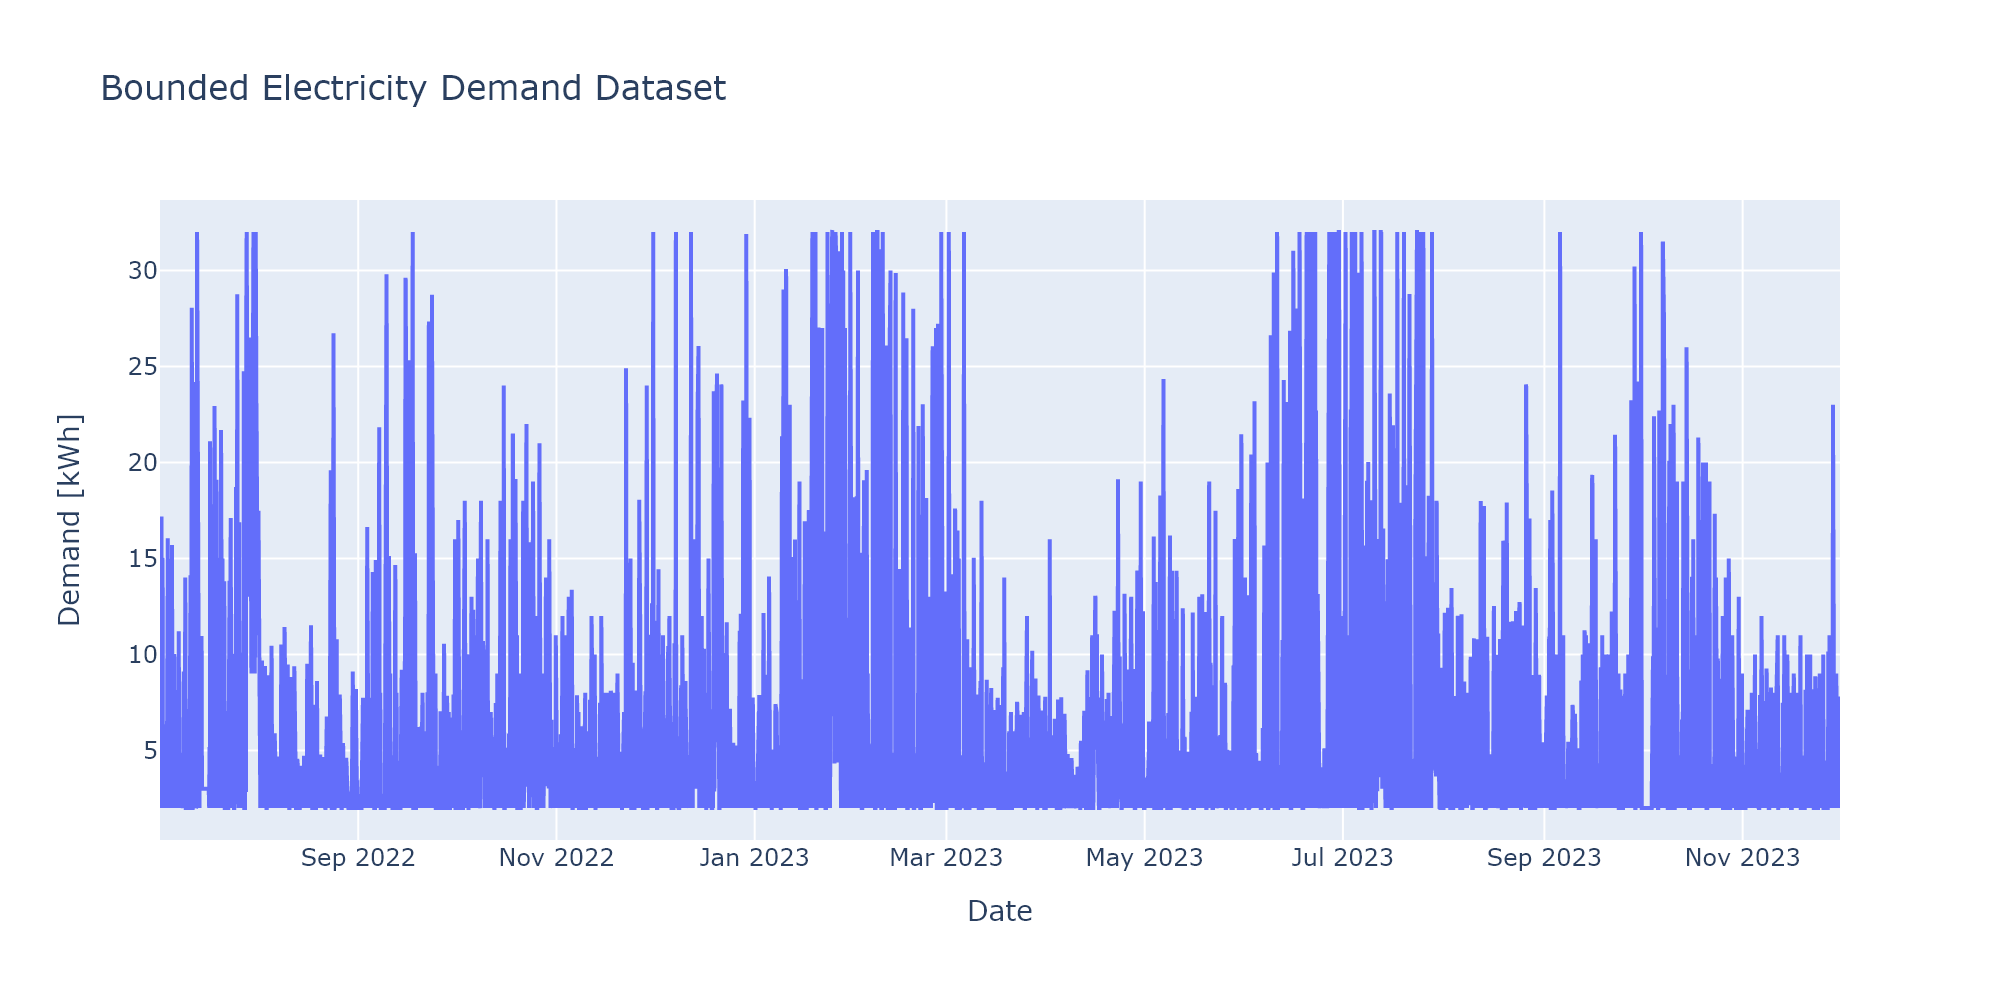 Bounded Electricity Demand Dataset
Demand [kWh]
30
25
20
15
10
5
Sep 2022
Nov 2022
Jan 2023
Mar 2023
May 2023
Jul 2023
Sep 2023
Nov 2023
Date